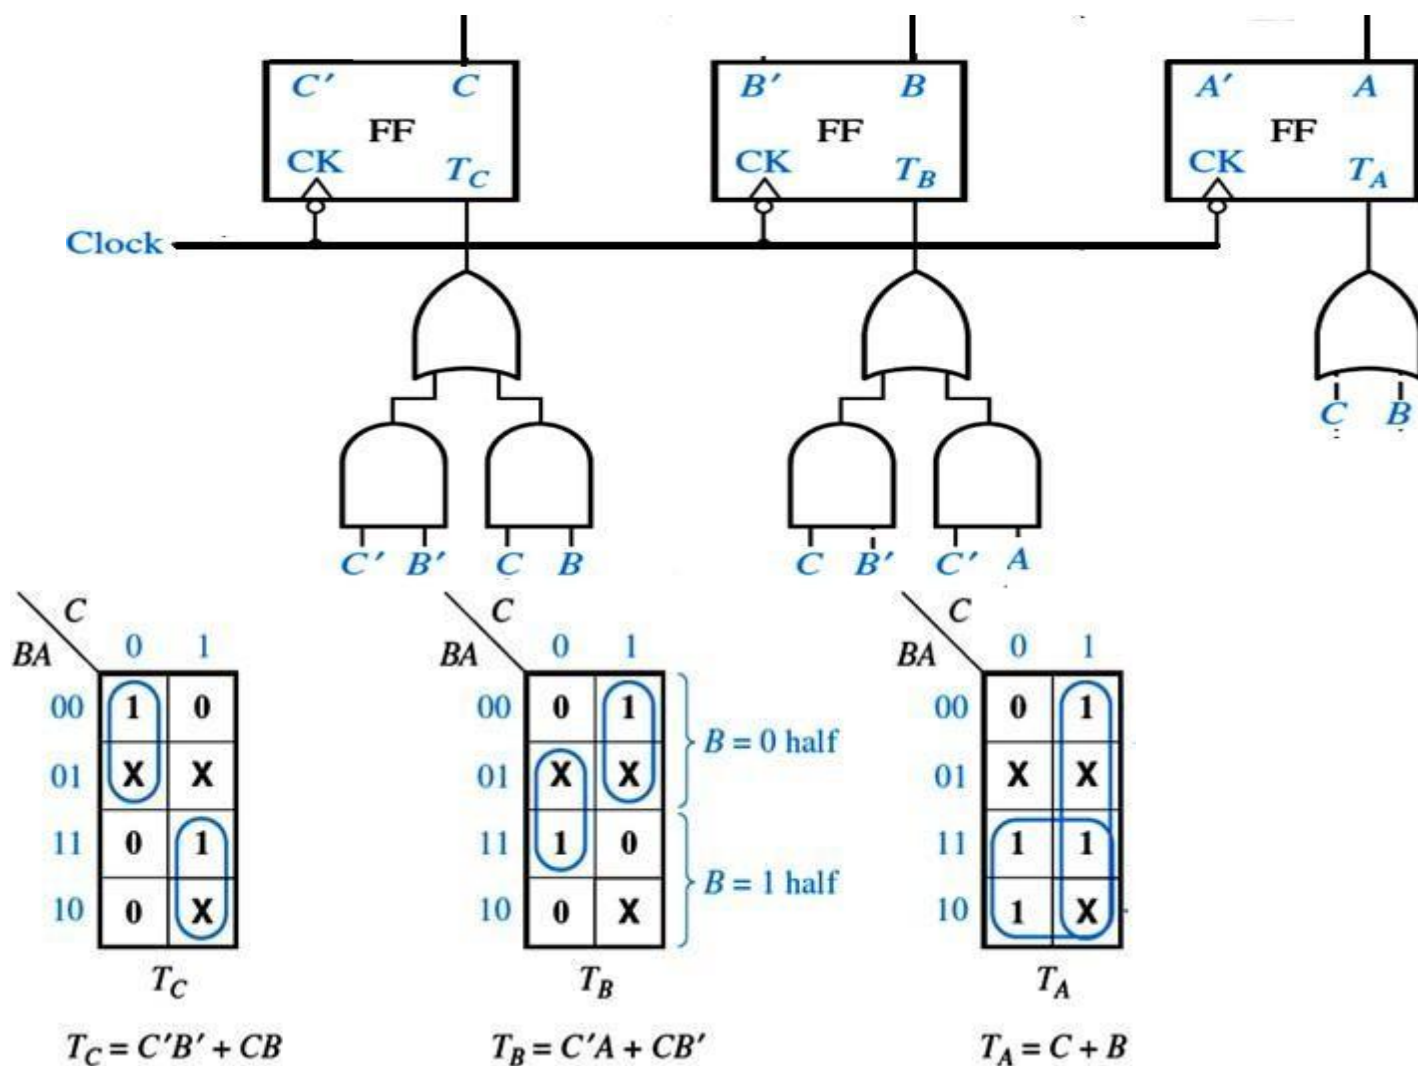 C' C B' B A' A
FF FF FF
CK T_C CK T_B CK T_A
Clock
C B
C' B' C B C B' C' A
C C C
BA 0 1 BA 0 1 BA 0 1
00 1 0 00 0 1 00 0 1
B = 0 half
01 X X 01 X X 01 X X
11 0 1 11 1 0 11 1 1
B = 1 half
10 0 X 10 0 X 10 1 X
T_C T_B T_A
T_C = C'B' + CB T_B = C'A + CB' T_A = C + B